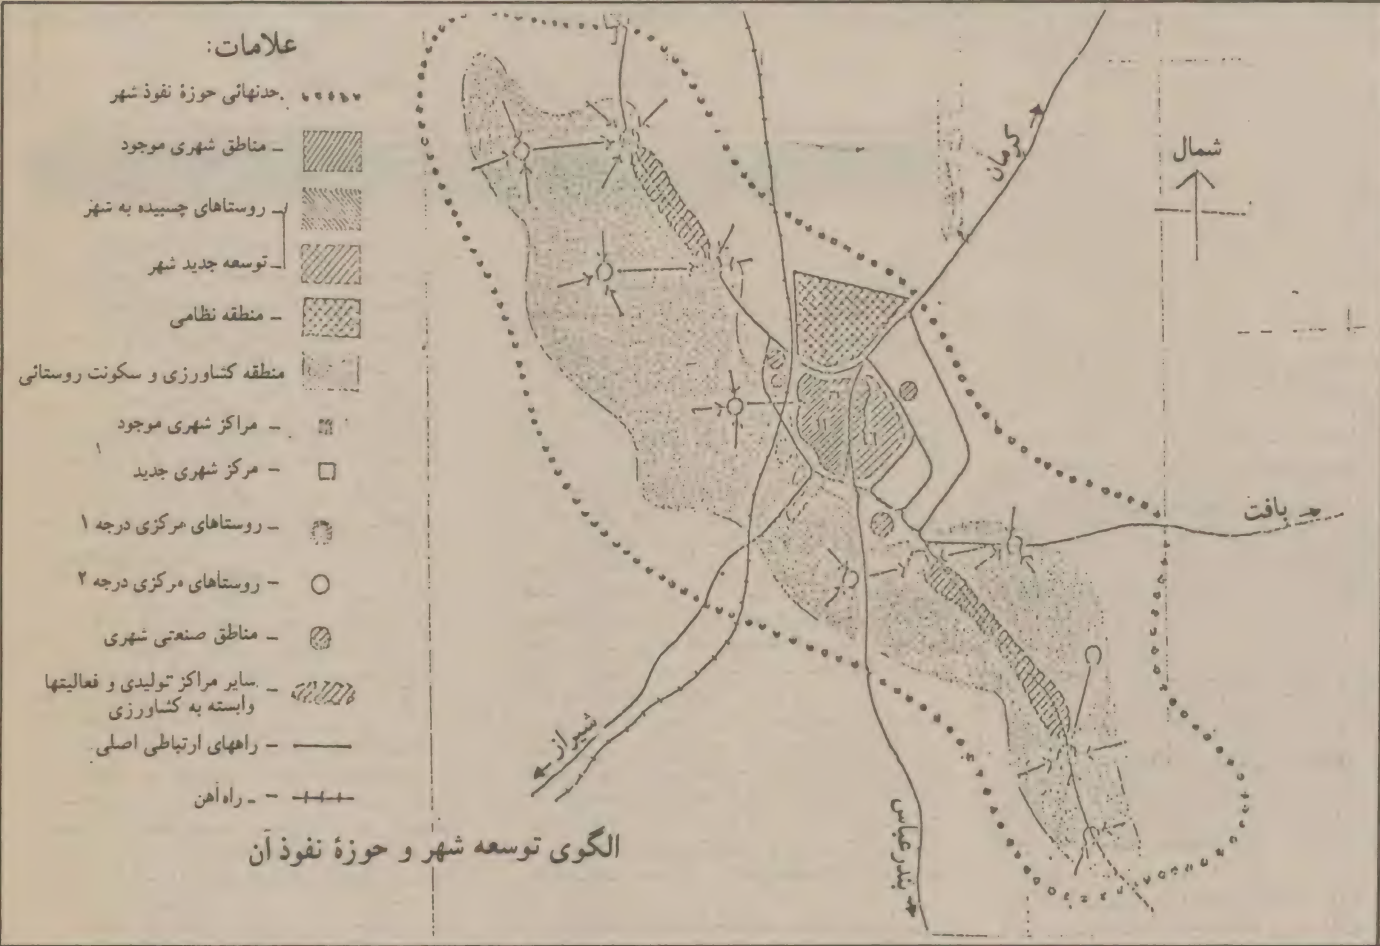 علامات:
حدنهائی حوزهٔ نفوذ شهر
– مناطق شهری موجود
– روستاهای چسبیده به شهر
– توسعه جدید شهر
– منطقه نظامی
منطقه کشاورزی و سکونت روستائی
– مراکز شهری موجود
– مرکز شهری جدید
– روستاهای مرکزی درجه ۱
– روستاهای مرکزی درجه ۲
– مناطق صنعتی شهری
– سایر مراکز تولیدی و فعالیتها
وابسته به کشاورزی
– راههای ارتباطی اصلی
– راه‌آهن
الگوی توسعه شهر و حوزهٔ نفوذ آن
شمال
کرمان
بافت
شیراز
بندرعباس